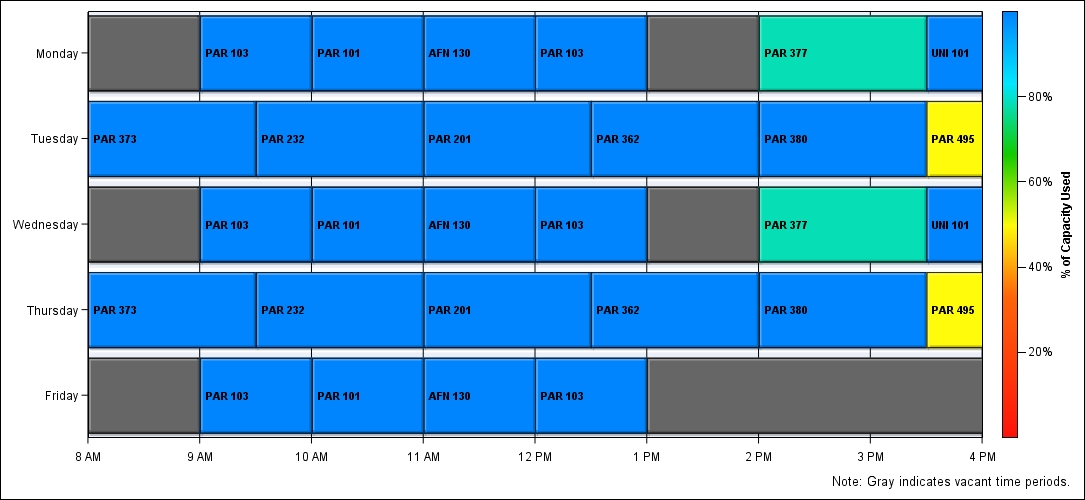 Monday PAR 103 PAR 101 AFN 130 PAR 103 PAR 377 UNI 101
Tuesday PAR 373 PAR 232 PAR 201 PAR 362 PAR 380 PAR 495
Wednesday PAR 103 PAR 101 AFN 130 PAR 103 PAR 377 UNI 101
Thursday PAR 373 PAR 232 PAR 201 PAR 362 PAR 380 PAR 495
Friday PAR 103 PAR 101 AFN 130 PAR 103
8 AM 9 AM 10 AM 11 AM 12 PM 1 PM 2 PM 3 PM 4 PM
80%
60%
40%
20%
% of Capacity Used
Note: Gray indicates vacant time periods.